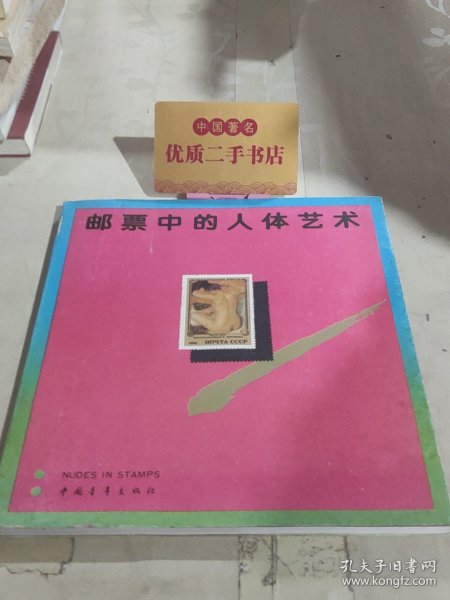 中国著名
优质二手书店
邮票中的人体艺术
ПОЧТА СССР
NUDES IN STAMPS
中国青年出版社
孔夫子旧书网
www.kongfz.com